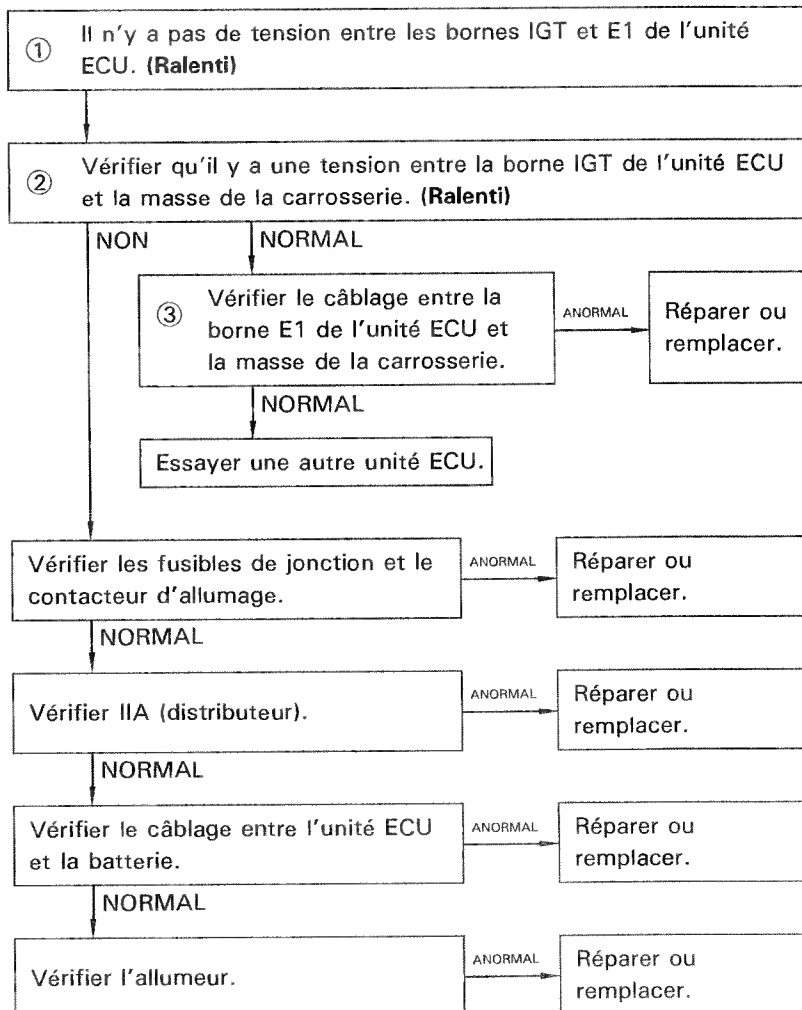 ① Il n'y a pas de tension entre les bornes IGT et E1 de l'unité
ECU. (Ralenti)
② Vérifier qu'il y a une tension entre la borne IGT de l'unité ECU
et la masse de la carrosserie. (Ralenti)
NON
NORMAL
③ Vérifier le câblage entre la
borne E1 de l'unité ECU et
la masse de la carrosserie.
ANORMAL
Réparer ou
remplacer.
NORMAL
Essayer une autre unité ECU.
Vérifier les fusibles de jonction et le
contacteur d'allumage.
ANORMAL
Réparer ou
remplacer.
NORMAL
Vérifier IIA (distributeur).
ANORMAL
Réparer ou
remplacer.
NORMAL
Vérifier le câblage entre l'unité ECU
et la batterie.
ANORMAL
Réparer ou
remplacer.
NORMAL
Vérifier l'allumeur.
ANORMAL
Réparer ou
remplacer.